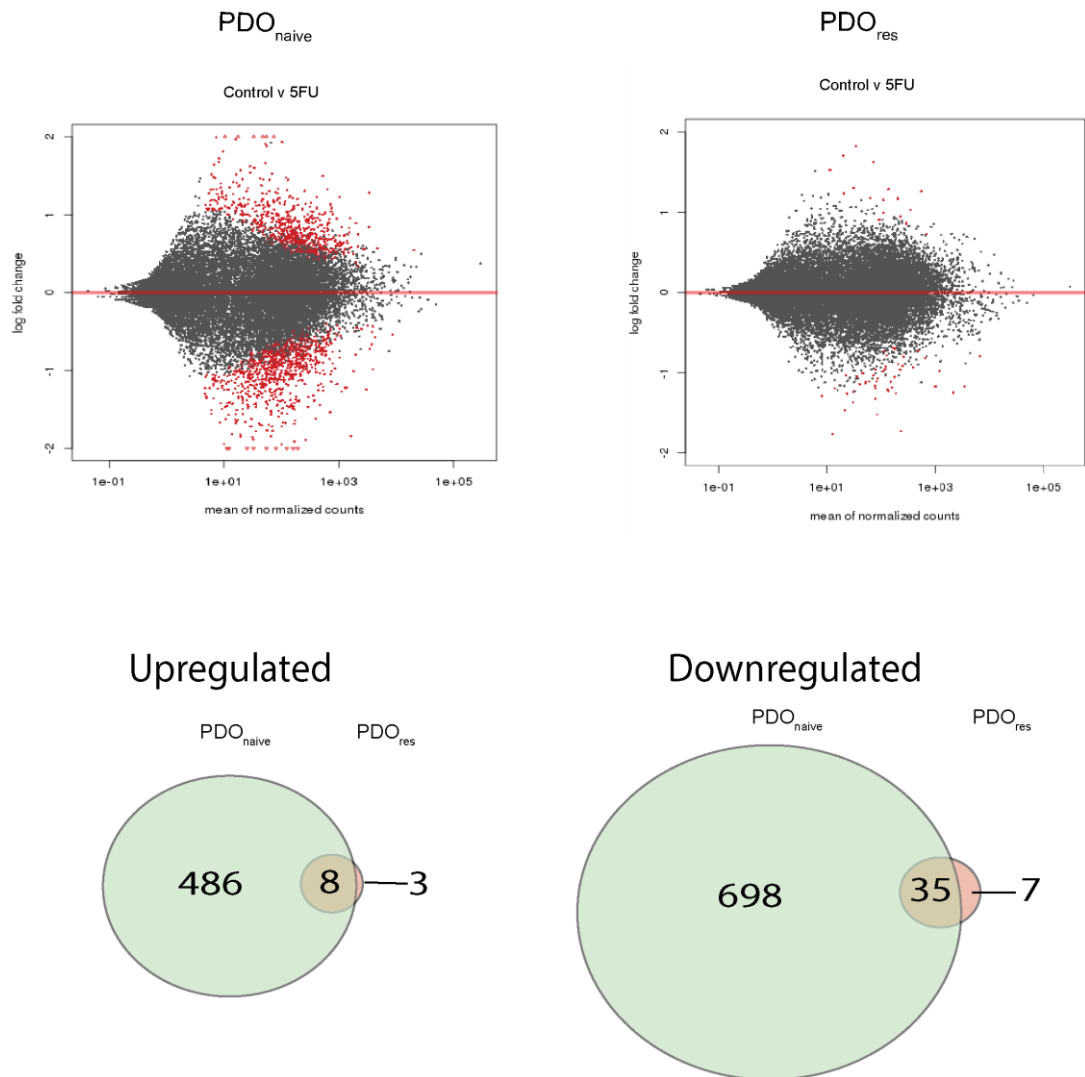 PDOnaive
PDOres
Control v 5FU
Control v 5FU
log fold change
2
1
0
-1
-2
1e-01
1e+01
1e+03
1e+05
mean of normalized counts
log fold change
2
1
0
-1
-2
1e-01
1e+01
1e+03
1e+05
mean of normalized counts
Upregulated
PDOnaive
PDOres
486
8
3
Downregulated
PDOnaive
PDOres
698
35
7